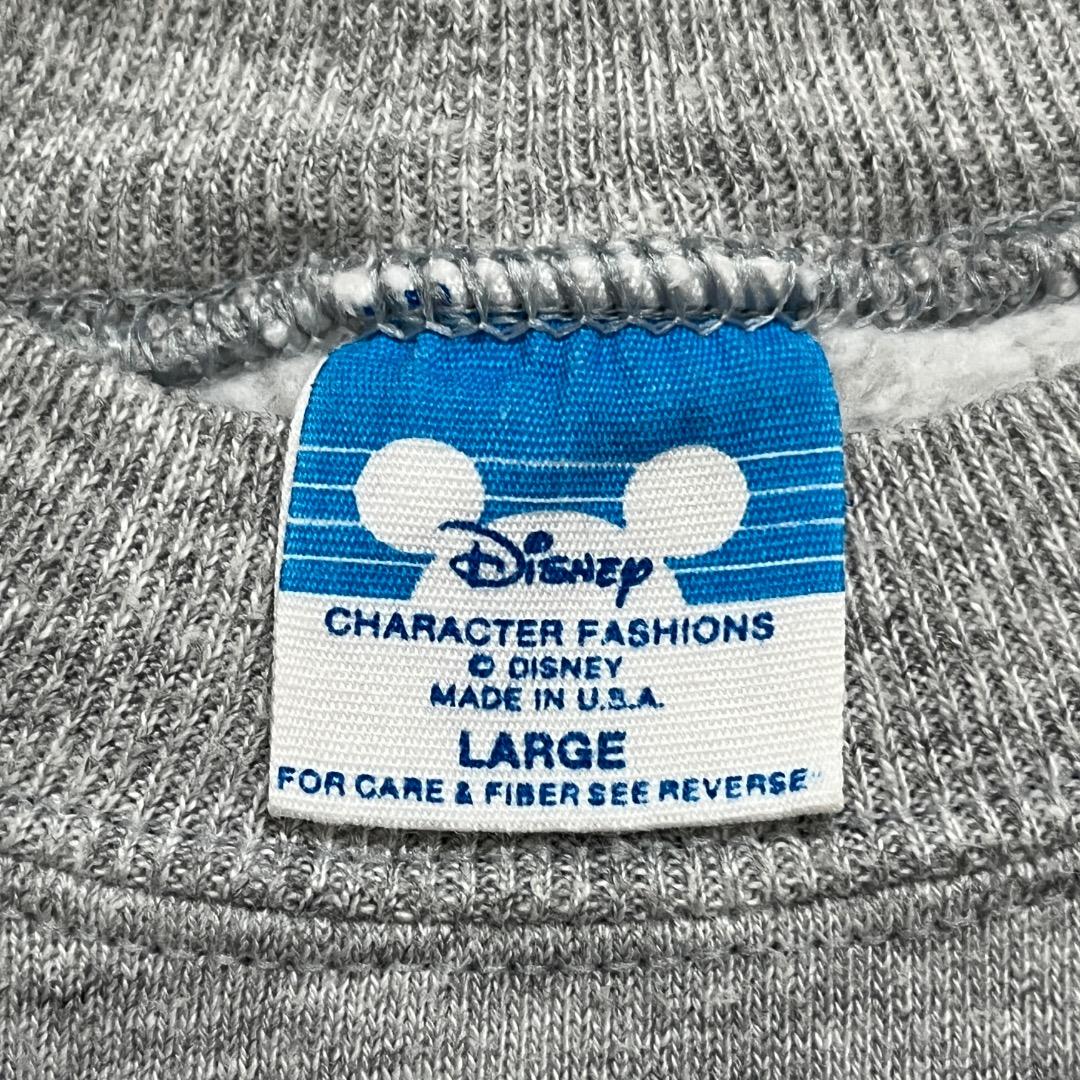 Disney
CHARACTER FASHIONS
© DISNEY
MADE IN U.S.A.
LARGE
FOR CARE & FIBER SEE REVERSE